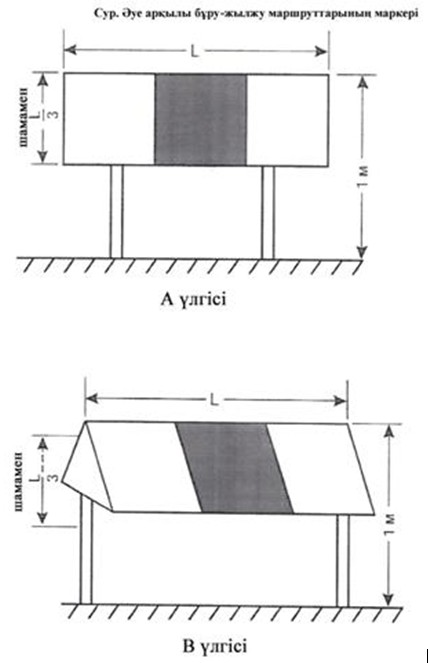 Сур. Әуе арқылы бұру-жылжу маршруттарының маркері
L
шамамен
L
3
1 м
А үлгісі
L
шамамен
L
3
1 м
В үлгісі